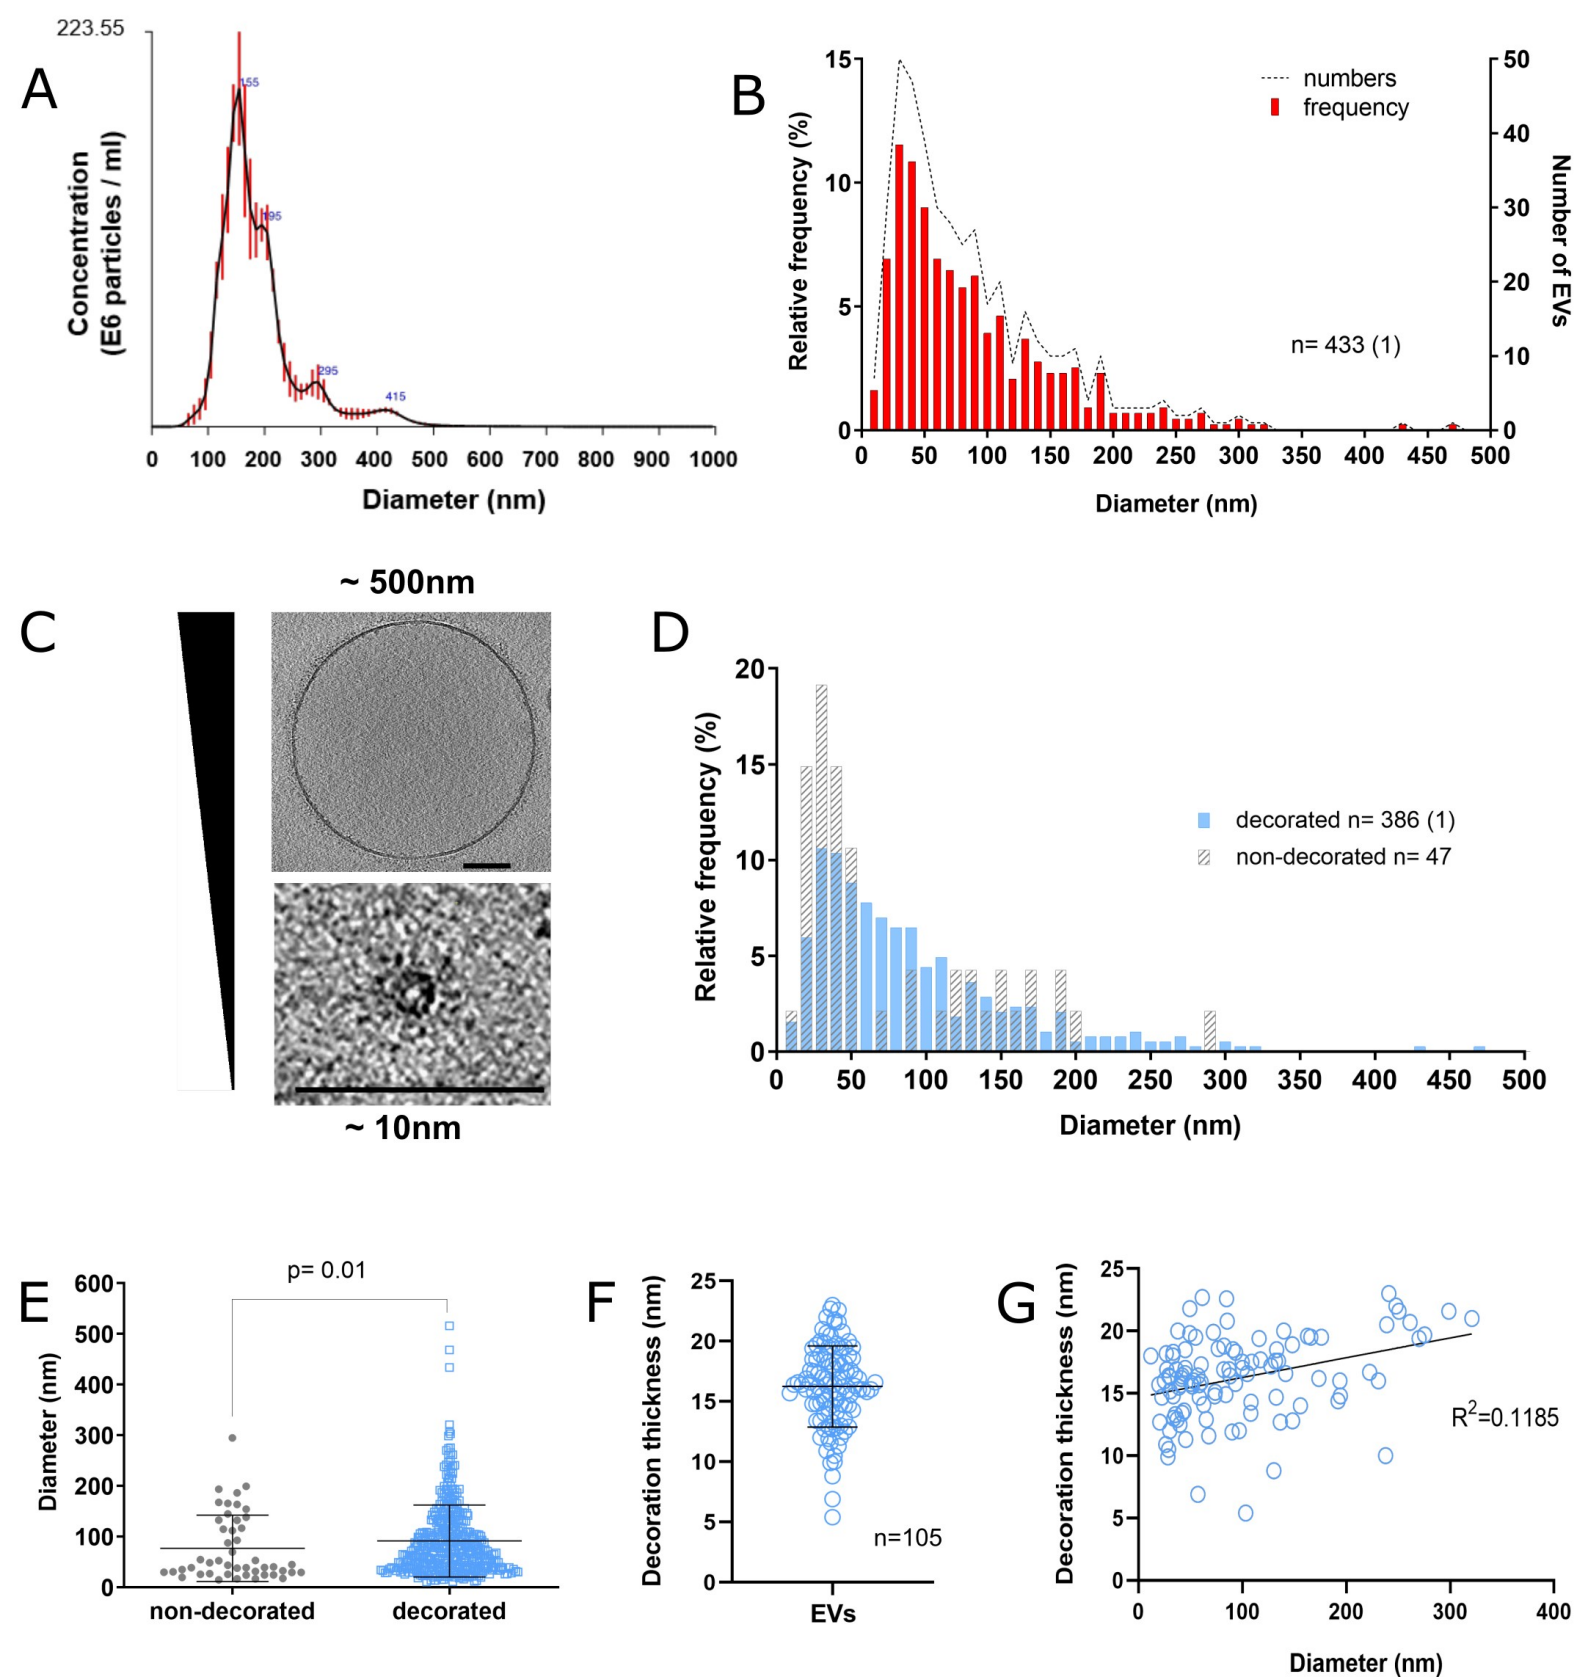 A
223.55
155
195
295
415
Concentration
(E6 particles / ml)
0 100 200 300 400 500 600 700 800 900 1000
Diameter (nm)
B
15
10
5
0
Relative frequency (%)
numbers
frequency
n= 433 (1)
50
40
30
20
10
0
Number of EVs
0 50 100 150 200 250 300 350 400 450 500
Diameter (nm)
C
~ 500nm
~ 10nm
D
20
15
10
5
0
Relative frequency (%)
decorated n= 386 (1)
non-decorated n= 47
0 50 100 150 200 250 300 350 400 450 500
Diameter (nm)
E
p= 0.01
600
500
400
300
200
100
0
Diameter (nm)
non-decorated decorated
F
25
20
15
10
5
0
Decoration thickness (nm)
n=105
EVs
G
25
20
15
10
5
0
Decoration thickness (nm)
R²=0.1185
0 100 200 300 400
Diameter (nm)